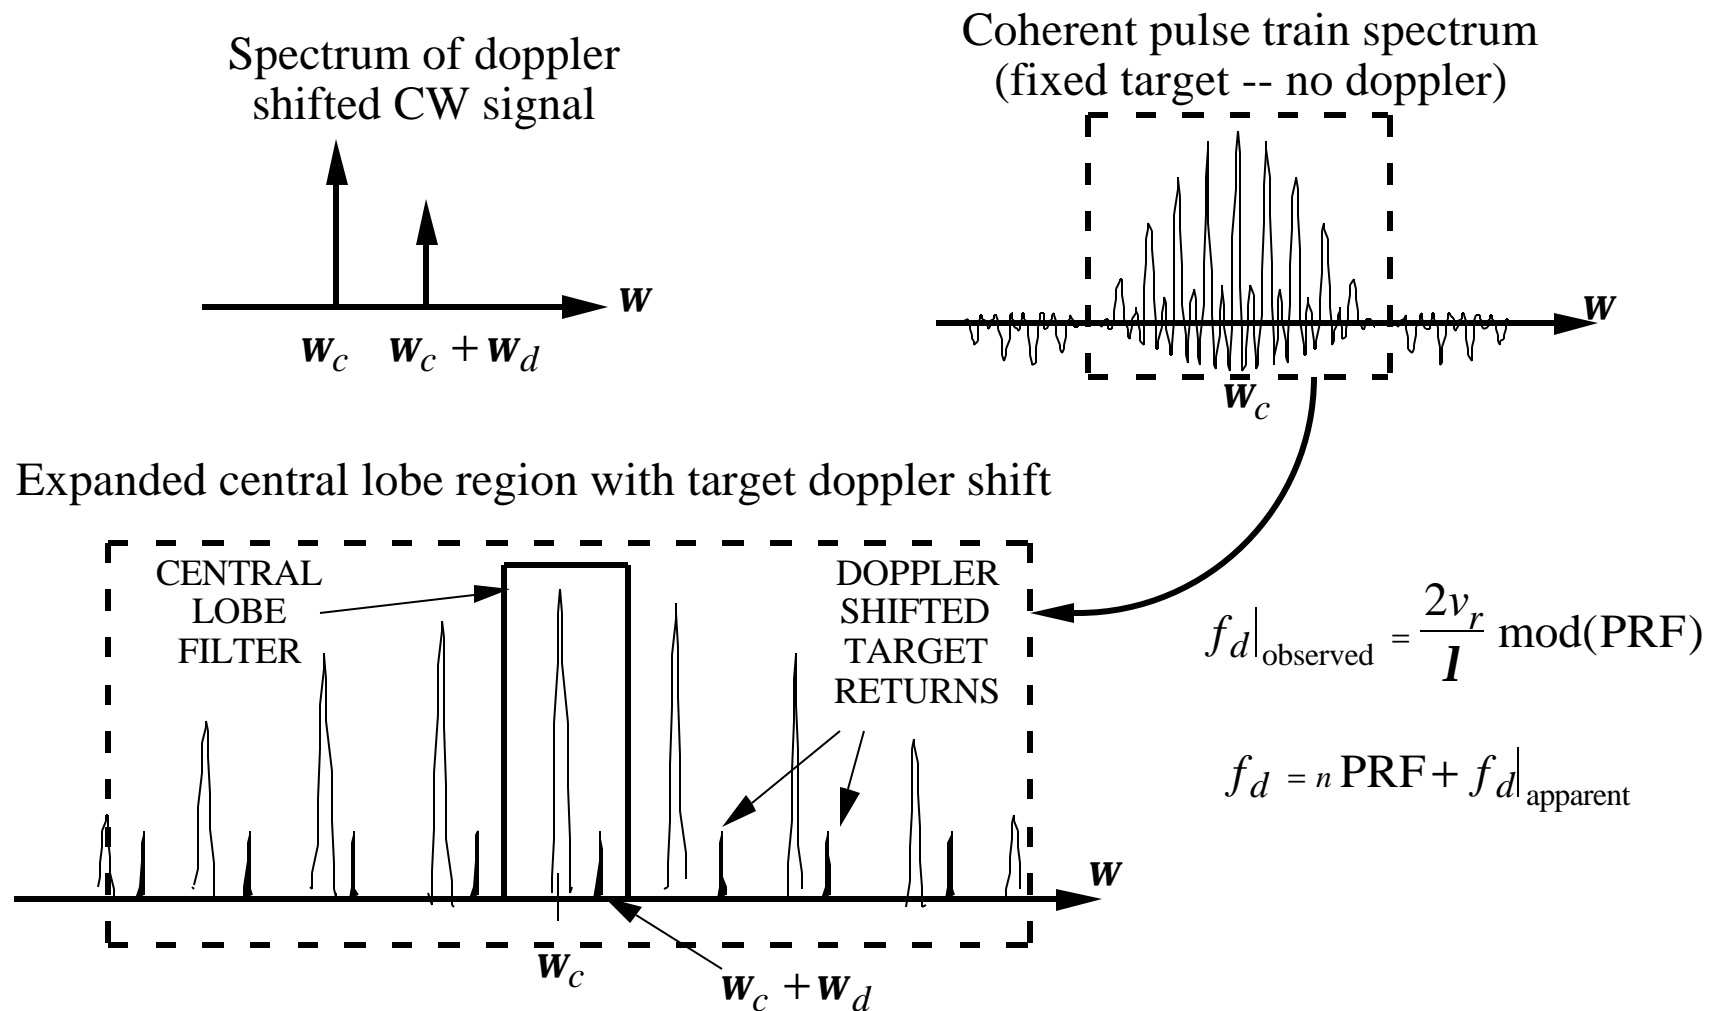 Spectrum of doppler
shifted CW signal
w
w_c
w_c + w_d
Coherent pulse train spectrum
(fixed target -- no doppler)
w
w_c
Expanded central lobe region with target doppler shift
CENTRAL
LOBE
FILTER
DOPPLER
SHIFTED
TARGET
RETURNS
w
w_c
w_c + w_d
f_d|observed = 2v_r / l mod(PRF)
f_d = n PRF + f_d|apparent